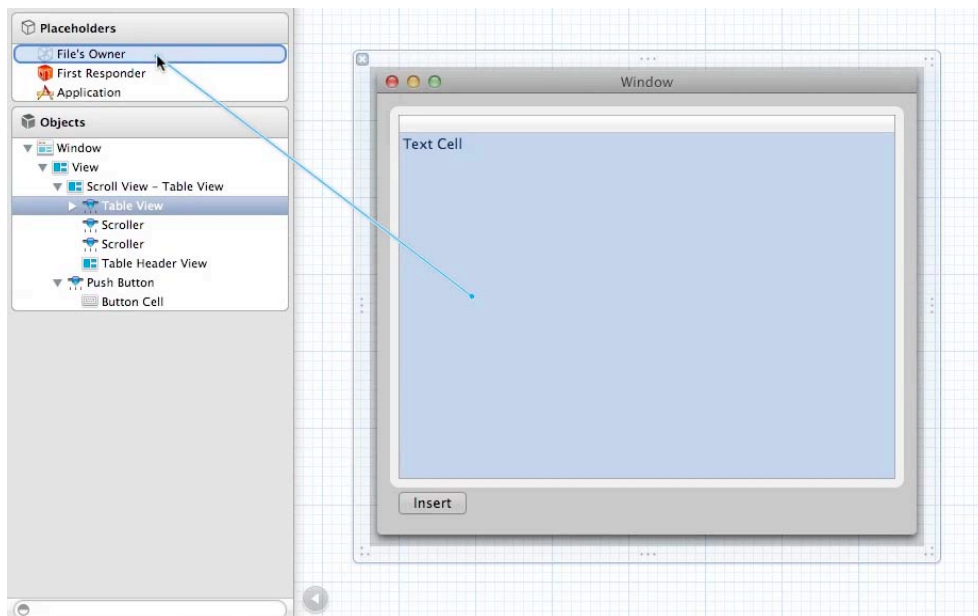 Placeholders
File's Owner
First Responder
Application
Objects
Window
View
Scroll View – Table View
Table View
Scroller
Scroller
Table Header View
Push Button
Button Cell
Window
Text Cell
Insert